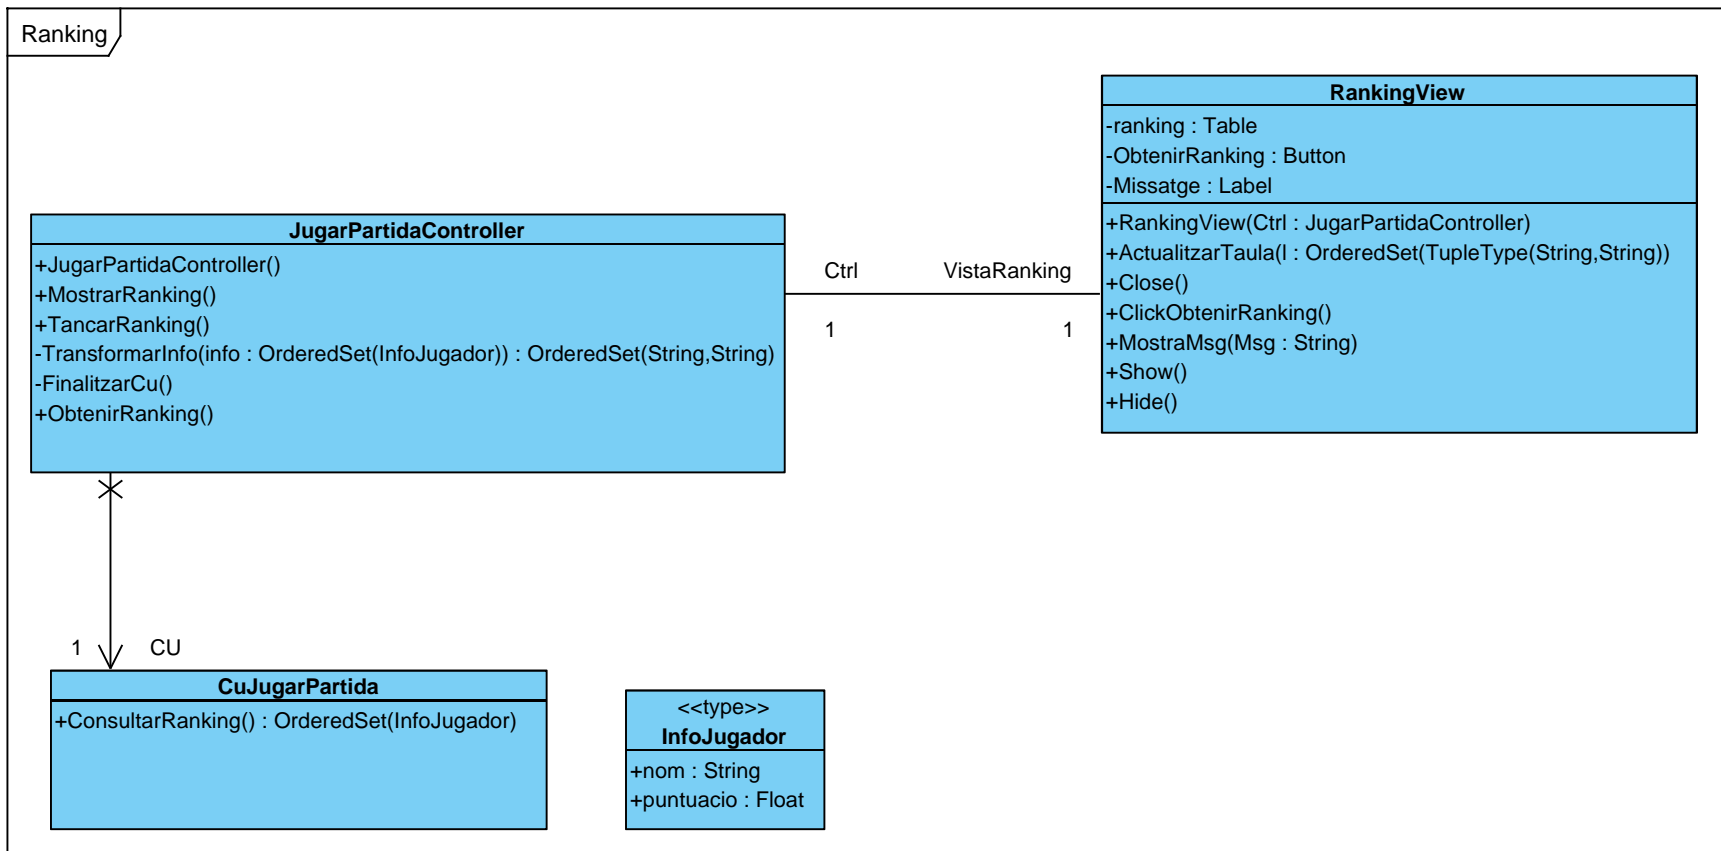 Ranking
RankingView
-ranking : Table
-ObtenirRanking : Button
-Missatge : Label
+RankingView(Ctrl : JugarPartidaController)
+ActualitzarTaula(l : OrderedSet(TupleType(String,String))
+Close()
+ClickObtenirRanking()
+MostraMsg(Msg : String)
+Show()
+Hide()
JugarPartidaController
+JugarPartidaController()
+MostrarRanking()
+TancarRanking()
-TransformarInfo(info : OrderedSet(InfoJugador)) : OrderedSet(String,String)
-FinalitzarCu()
+ObtenirRanking()
Ctrl
VistaRanking
1
1
1
CU
CuJugarPartida
+ConsultarRanking() : OrderedSet(InfoJugador)
<<type>>
InfoJugador
+nom : String
+puntuacio : Float